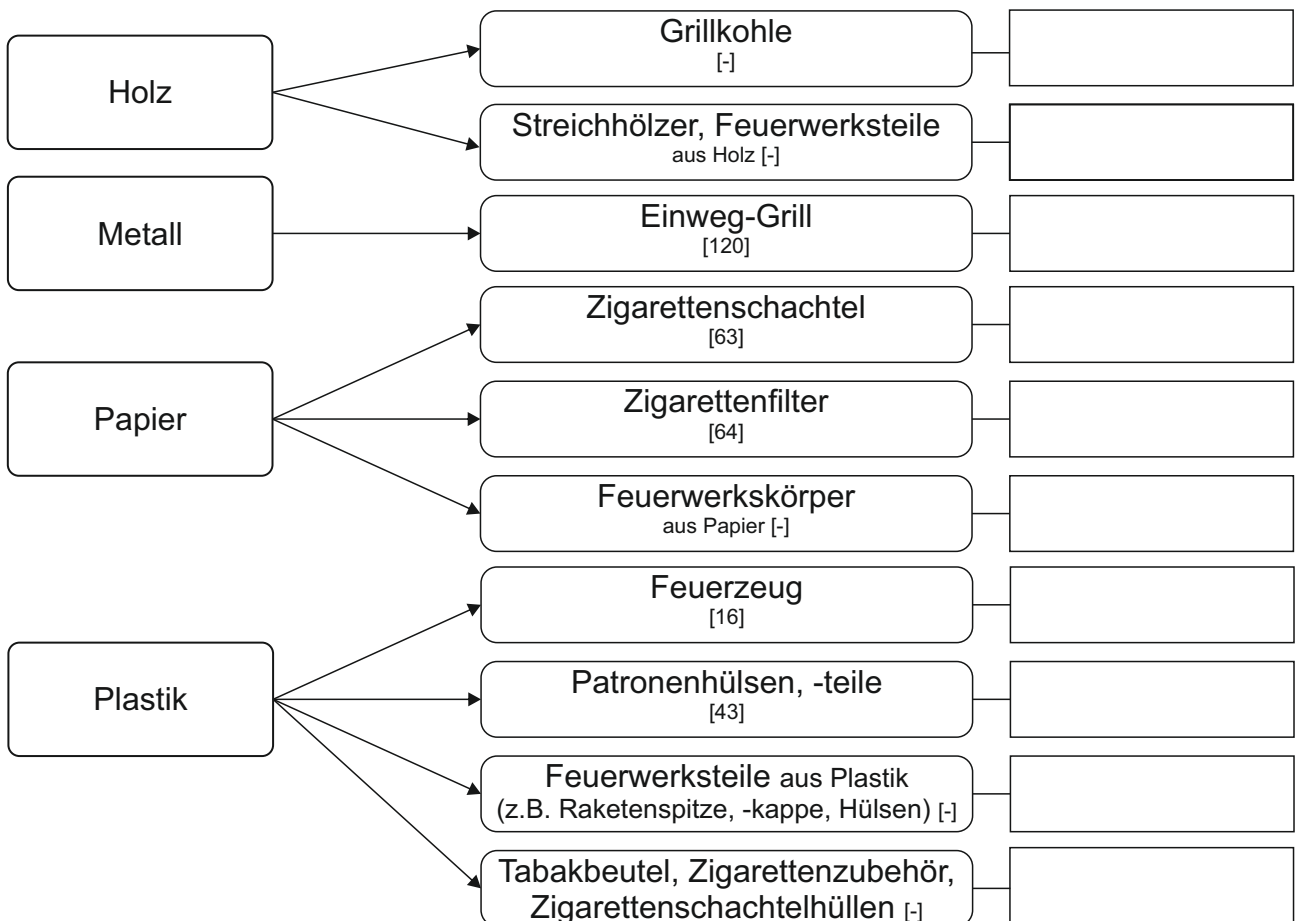 Holz
Grillkohle
[-]
Streichhölzer, Feuerwerksteile
aus Holz [-]
Metall
Einweg-Grill
[120]
Papier
Zigarettenschachtel
[63]
Zigarettenfilter
[64]
Feuerwerkskörper
aus Papier [-]
Plastik
Feuerzeug
[16]
Patronenhülsen, -teile
[43]
Feuerwerksteile aus Plastik
(z.B. Raketenspitze, -kappe, Hülsen) [-]
Tabakbeutel, Zigarettenzubehör,
Zigarettenschachtelhüllen [-]